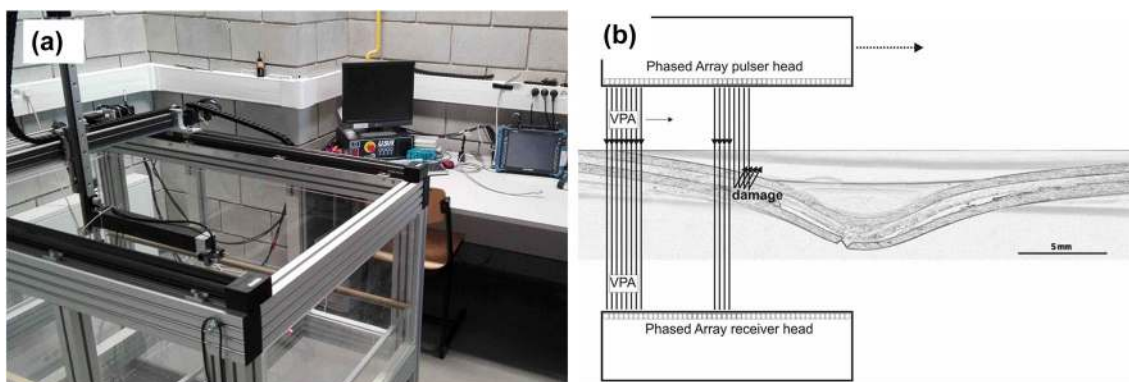 (a)
(b)
Phased Array pulser head
VPA
damage
5 mm
VPA
Phased Array receiver head